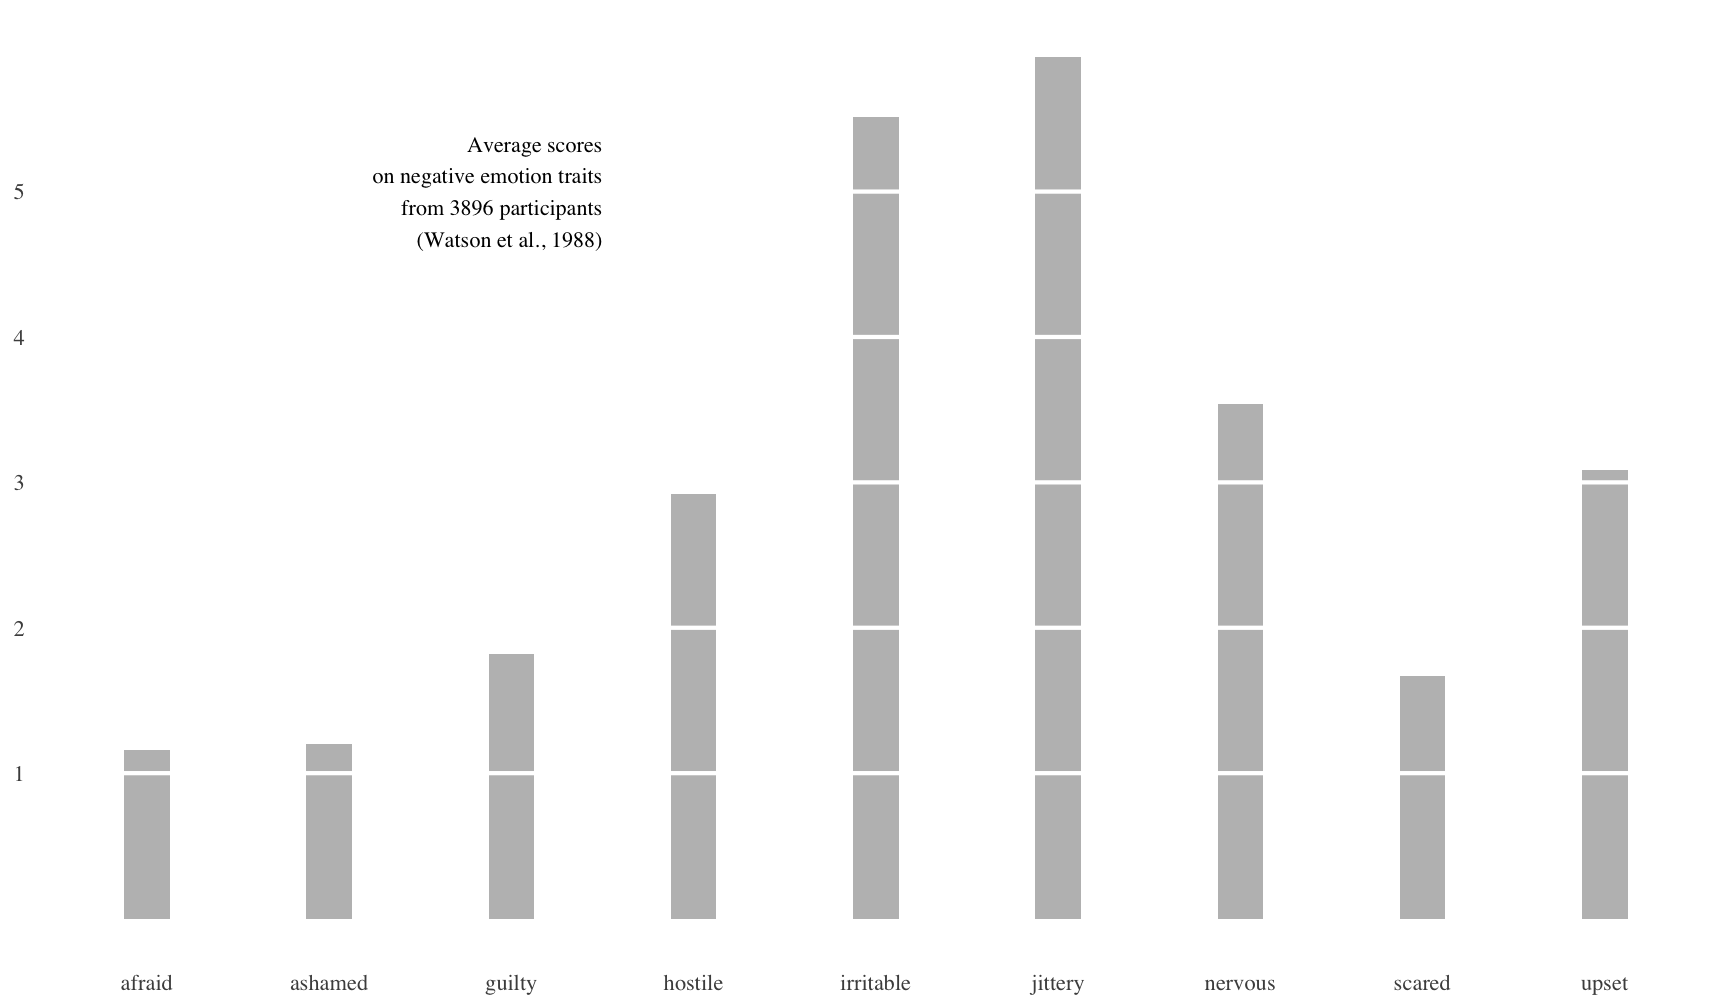 Average scores
on negative emotion traits
from 3896 participants
(Watson et al., 1988)
5
4
3
2
1
afraid ashamed guilty hostile irritable jittery nervous scared upset